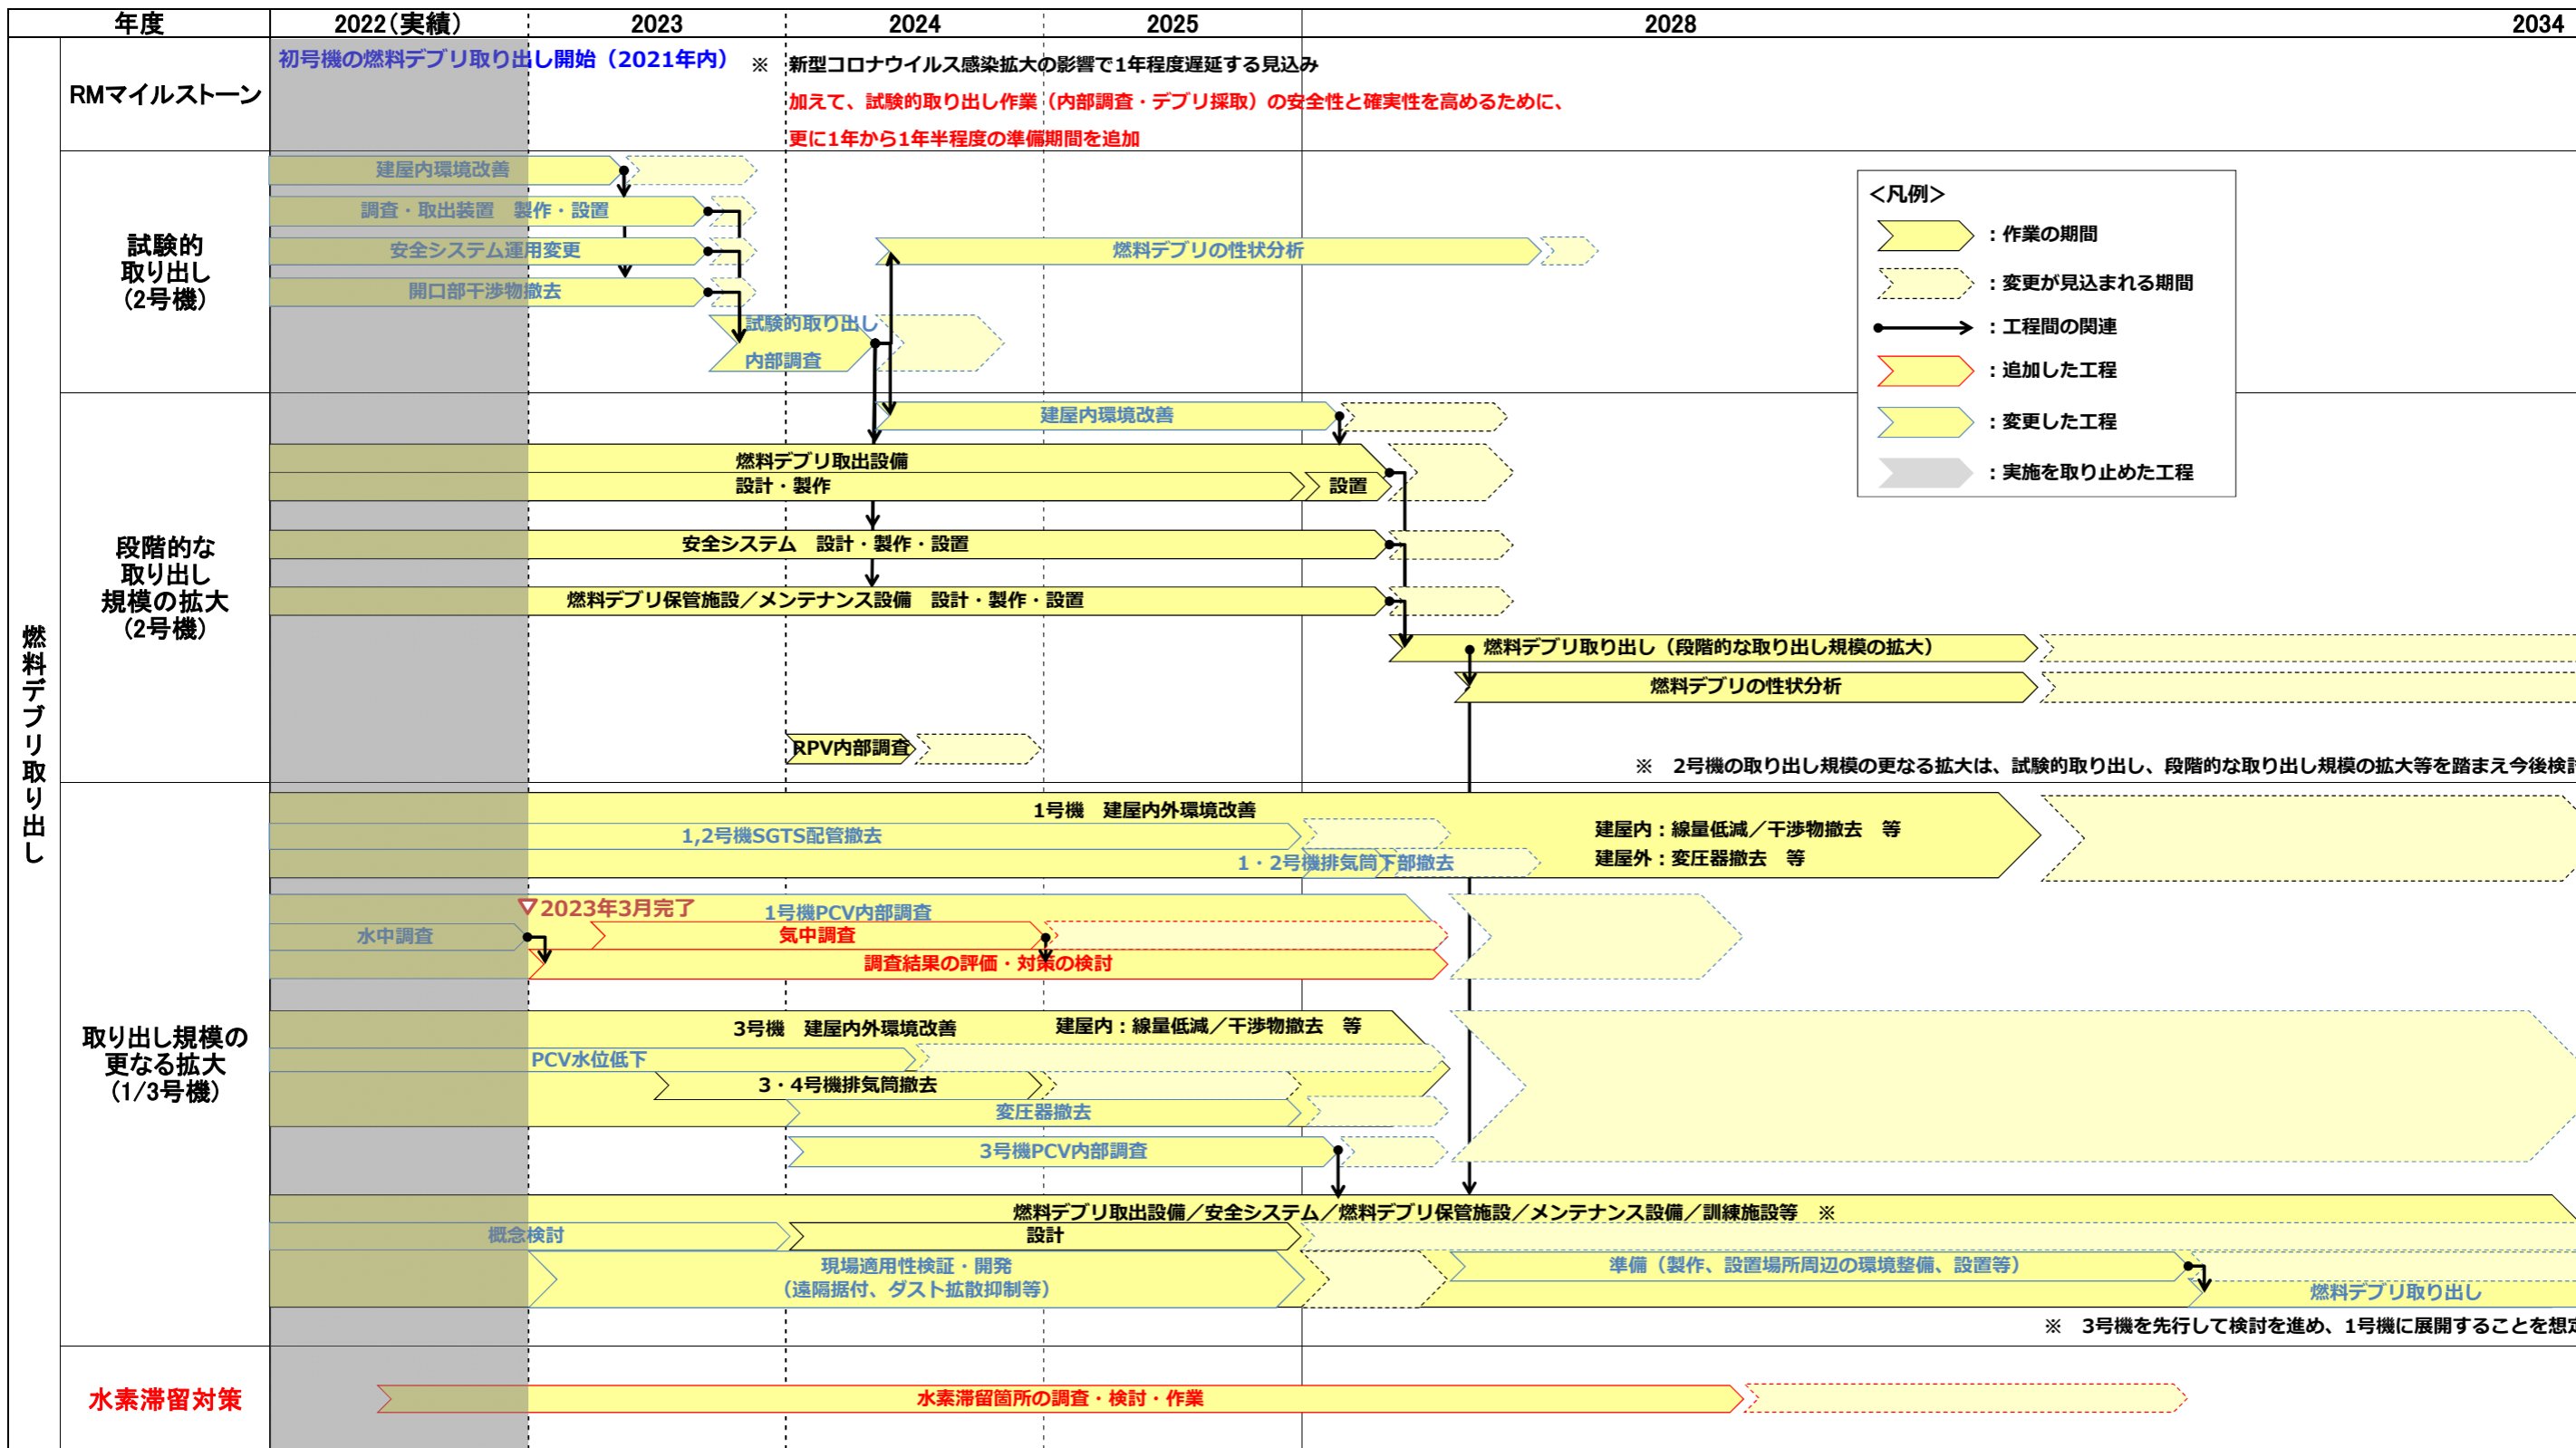 年度
2022(実績)
2023
2024
2025
2028
2034
燃料デブリ取り出し
RMマイルストーン
初号機の燃料デブリ取り出し開始（2021年内）
※　新型コロナウイルス感染拡大の影響で1年程度遅延する見込み
加えて、試験的取り出し作業（内部調査・デブリ採取）の安全性と確実性を高めるために、
更に1年から1年半程度の準備期間を追加
試験的
取り出し
(2号機)
建屋内環境改善
調査・取出装置　製作・設置
安全システム運用変更
燃料デブリの性状分析
開口部干渉物撤去
試験的取り出し
内部調査
＜凡例＞
：作業の期間
：変更が見込まれる期間
：工程間の関連
：追加した工程
：変更した工程
：実施を取り止めた工程
段階的な
取り出し
規模の拡大
(2号機)
建屋内環境改善
燃料デブリ取出設備
設計・製作
設置
安全システム　設計・製作・設置
燃料デブリ保管施設／メンテナンス設備　設計・製作・設置
燃料デブリ取り出し（段階的な取り出し規模の拡大）
燃料デブリの性状分析
RPV内部調査
※　2号機の取り出し規模の更なる拡大は、試験的取り出し、段階的な取り出し規模の拡大等を踏まえ今後検討
取り出し規模の
更なる拡大
(1/3号機)
1号機　建屋内外環境改善
1,2号機SGTS配管撤去
建屋内：線量低減／干渉物撤去　等
建屋外：変圧器撤去　等
1・2号機排気筒下部撤去
2023年3月完了
1号機PCV内部調査
水中調査
気中調査
調査結果の評価・対策の検討
3号機　建屋内外環境改善
建屋内：線量低減／干渉物撤去　等
PCV水位低下
3・4号機排気筒撤去
変圧器撤去
3号機PCV内部調査
燃料デブリ取出設備／安全システム／燃料デブリ保管施設／メンテナンス設備／訓練施設等　※
概念検討
設計
現場適用性検証・開発
（遠隔据付、ダスト拡散抑制等）
準備（製作、設置場所周辺の環境整備、設置等）
燃料デブリ取り出し
※　3号機を先行して検討を進め、1号機に展開することを想定
水素滞留対策
水素滞留箇所の調査・検討・作業